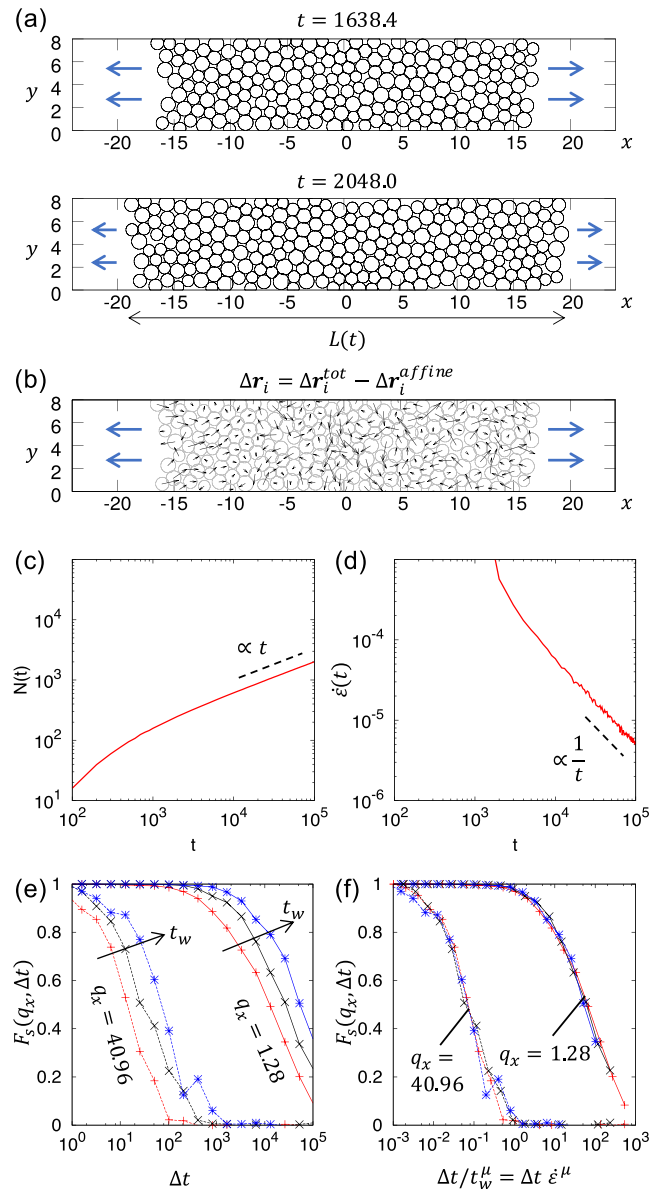 (a)
t = 1638.4
8
6
y 4
2
0
-20 -15 -10 -5 0 5 10 15 20 x
t = 2048.0
8
6
y 4
2
0
-20 -15 -10 -5 0 5 10 15 20 x
L(t)
(b)
Δr_i = Δr_i^{tot} − Δr_i^{affine}
8
6
y 4
2
0
-20 -15 -10 -5 0 5 10 15 20 x
(c)
N(t)
10^4
10^3
10^2
10^1
∝ t
10^2 10^3 10^4 10^5
t
(d)
ε̇(t)
10^{-4}
10^{-5}
10^{-6}
∝ 1/t
10^2 10^3 10^4 10^5
t
(e)
F_s(q_x, Δt)
1
0.8
0.6
0.4
0.2
0
t_w
q_x = 40.96
q_x = 1.28
10^0 10^1 10^2 10^3 10^4 10^5
Δt
(f)
F_s(q_x, Δt)
1
0.8
0.6
0.4
0.2
0
q_x =
40.96
q_x = 1.28
10^{-3} 10^{-2} 10^{-1} 10^0 10^1 10^2 10^3
Δt/t_w^μ = Δt ε̇^μ